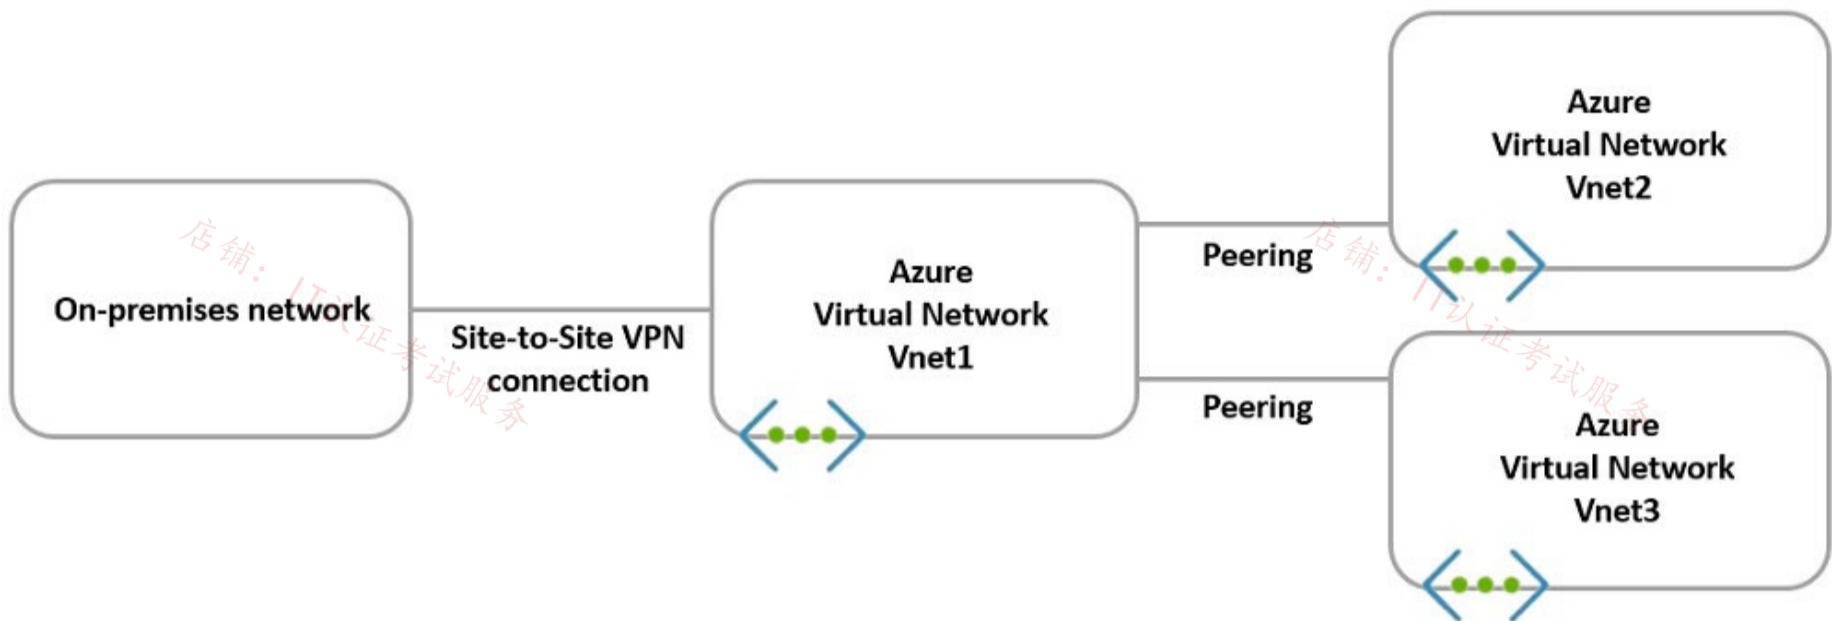 On-premises network
Site-to-Site VPN
connection
Azure
Virtual Network
Vnet1
Peering
Peering
Azure
Virtual Network
Vnet2
Azure
Virtual Network
Vnet3
店铺：IT认证考试服务
店铺：IT认证考试服务